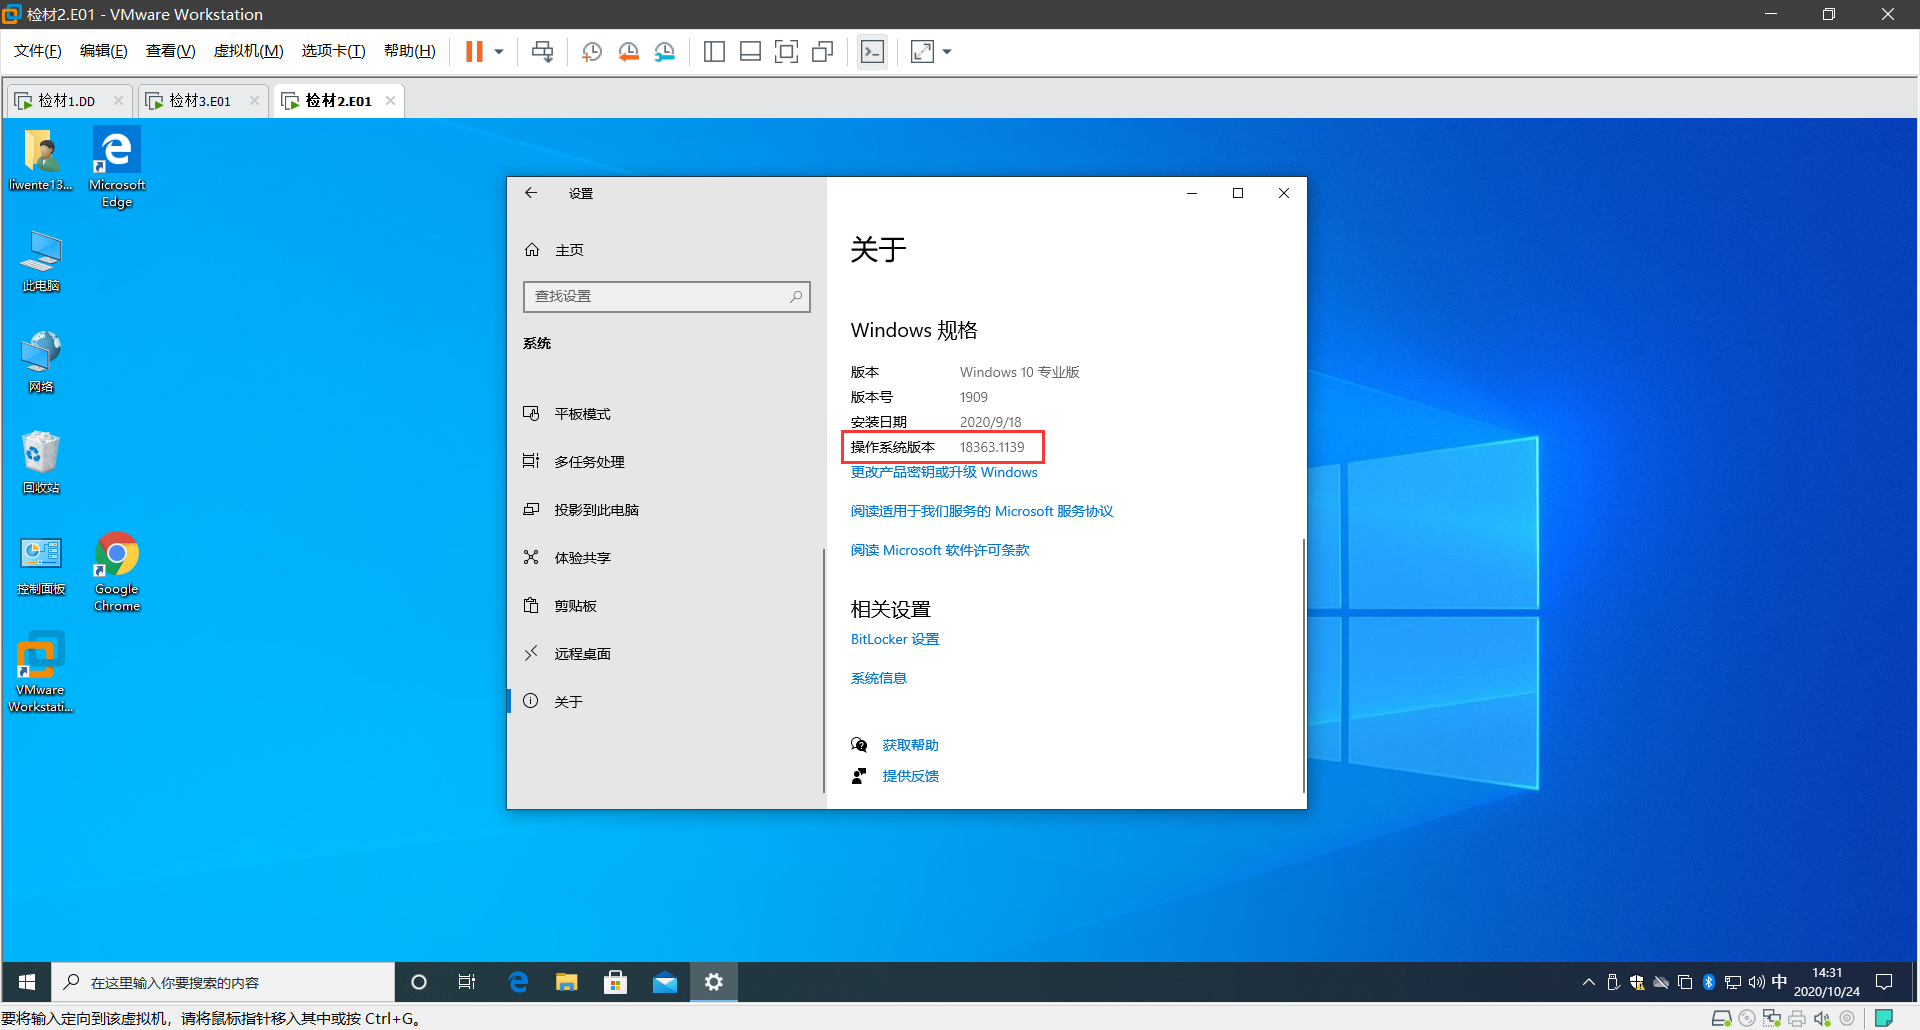 检材2.E01 - VMware Workstation
文件(F) 编辑(E) 查看(V) 虚拟机(M) 选项卡(T) 帮助(H)
检材1.DD 检材3.E01 检材2.E01
liwente13...
Microsoft
Edge
此电脑
网络
回收站
控制面板
Google
Chrome
VMware
Workstati...
设置
主页
查找设置
系统
平板模式
多任务处理
投影到此电脑
体验共享
剪贴板
远程桌面
关于
关于
Windows 规格
版本 Windows 10 专业版
版本号 1909
安装日期 2020/9/18
操作系统版本 18363.1139
更改产品密钥或升级 Windows
阅读适用于我们服务的 Microsoft 服务协议
阅读 Microsoft 软件许可条款
相关设置
BitLocker 设置
系统信息
获取帮助
提供反馈
在这里输入你要搜索的内容
中
14:31
2020/10/24
要将输入定向到该虚拟机，请将鼠标指针移入其中或按 Ctrl+G。